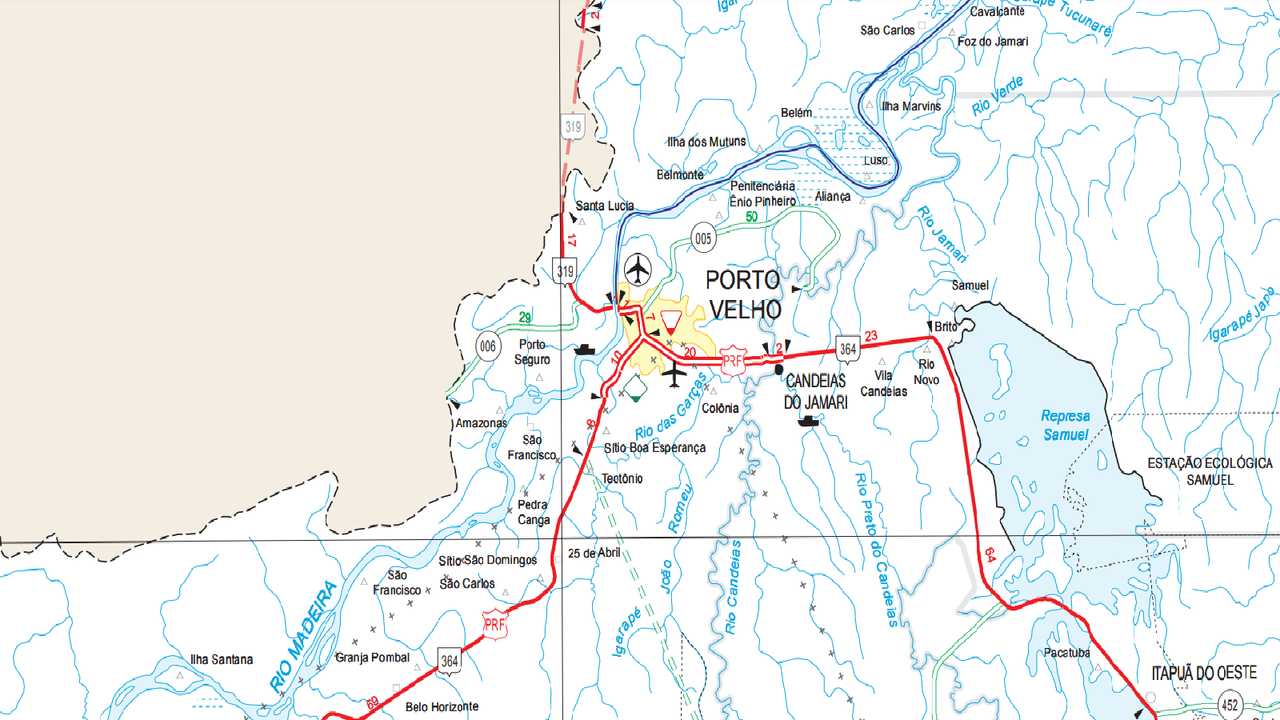 Cavalcante
São Carlos
Foz do Jamari
Rio Verde
Ilha Marvins
Belém
319
Ilha dos Mutuns
Luso
Belmonte
Penitenciária
Ênio Pinheiro
Aliança
Santa Lucia
50
005
Rio Jamari
17
319
PORTO
VELHO
Samuel
Igarapé Japo
29
006
7
Brito
Porto
Seguro
10
20
PRF
2
364
23
Rio
Novo
Vila
Candeias
CANDEIAS
DO JAMARI
Colônia
Rio das Garças
Amazonas
8
São
Francisco
Sítio Boa Esperança
Represa
Samuel
ESTAÇÃO ECOLÓGICA
SAMUEL
Tectônio
Pedra
Canga
Romeu
João
Igarapé
Rio Candeias
Rio Preto do Candeias
25 de Abril
64
São Domingos
São Carlos
São
Francisco
RIO MADEIRA
PRF
Granja Pombal
364
Ilha Santana
69
Belo Horizonte
Pacatuba
ITAPUÃ DO OESTE
452